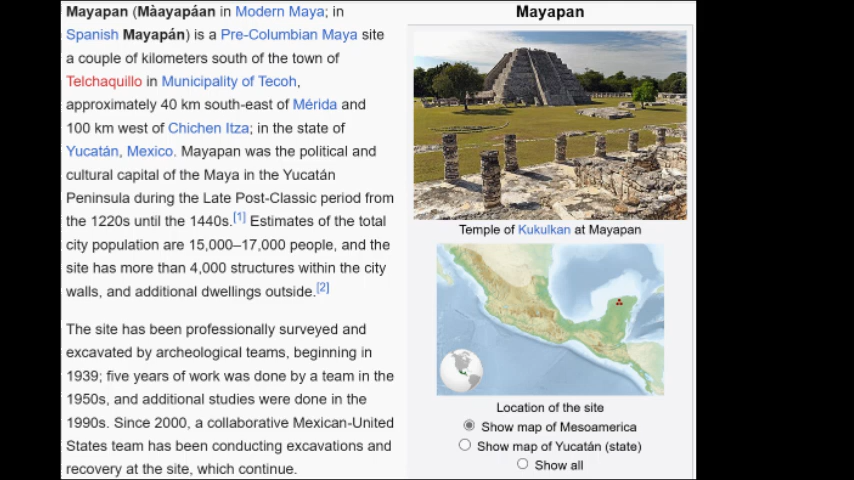 Mayapan (Màayapáan in Modern Maya; in
Spanish Mayapán) is a Pre-Columbian Maya site
a couple of kilometers south of the town of
Telchaquillo in Municipality of Tecoh,
approximately 40 km south-east of Mérida and
100 km west of Chichen Itza; in the state of
Yucatán, Mexico. Mayapan was the political and
cultural capital of the Maya in the Yucatán
Peninsula during the Late Post-Classic period from
the 1220s until the 1440s.[1] Estimates of the total
city population are 15,000–17,000 people, and the
site has more than 4,000 structures within the city
walls, and additional dwellings outside.[2]
The site has been professionally surveyed and
excavated by archeological teams, beginning in
1939; five years of work was done by a team in the
1950s, and additional studies were done in the
1990s. Since 2000, a collaborative Mexican-United
States team has been conducting excavations and
recovery at the site, which continue.
Mayapan
Temple of Kukulkan at Mayapan
Location of the site
Show map of Mesoamerica
Show map of Yucatán (state)
Show all